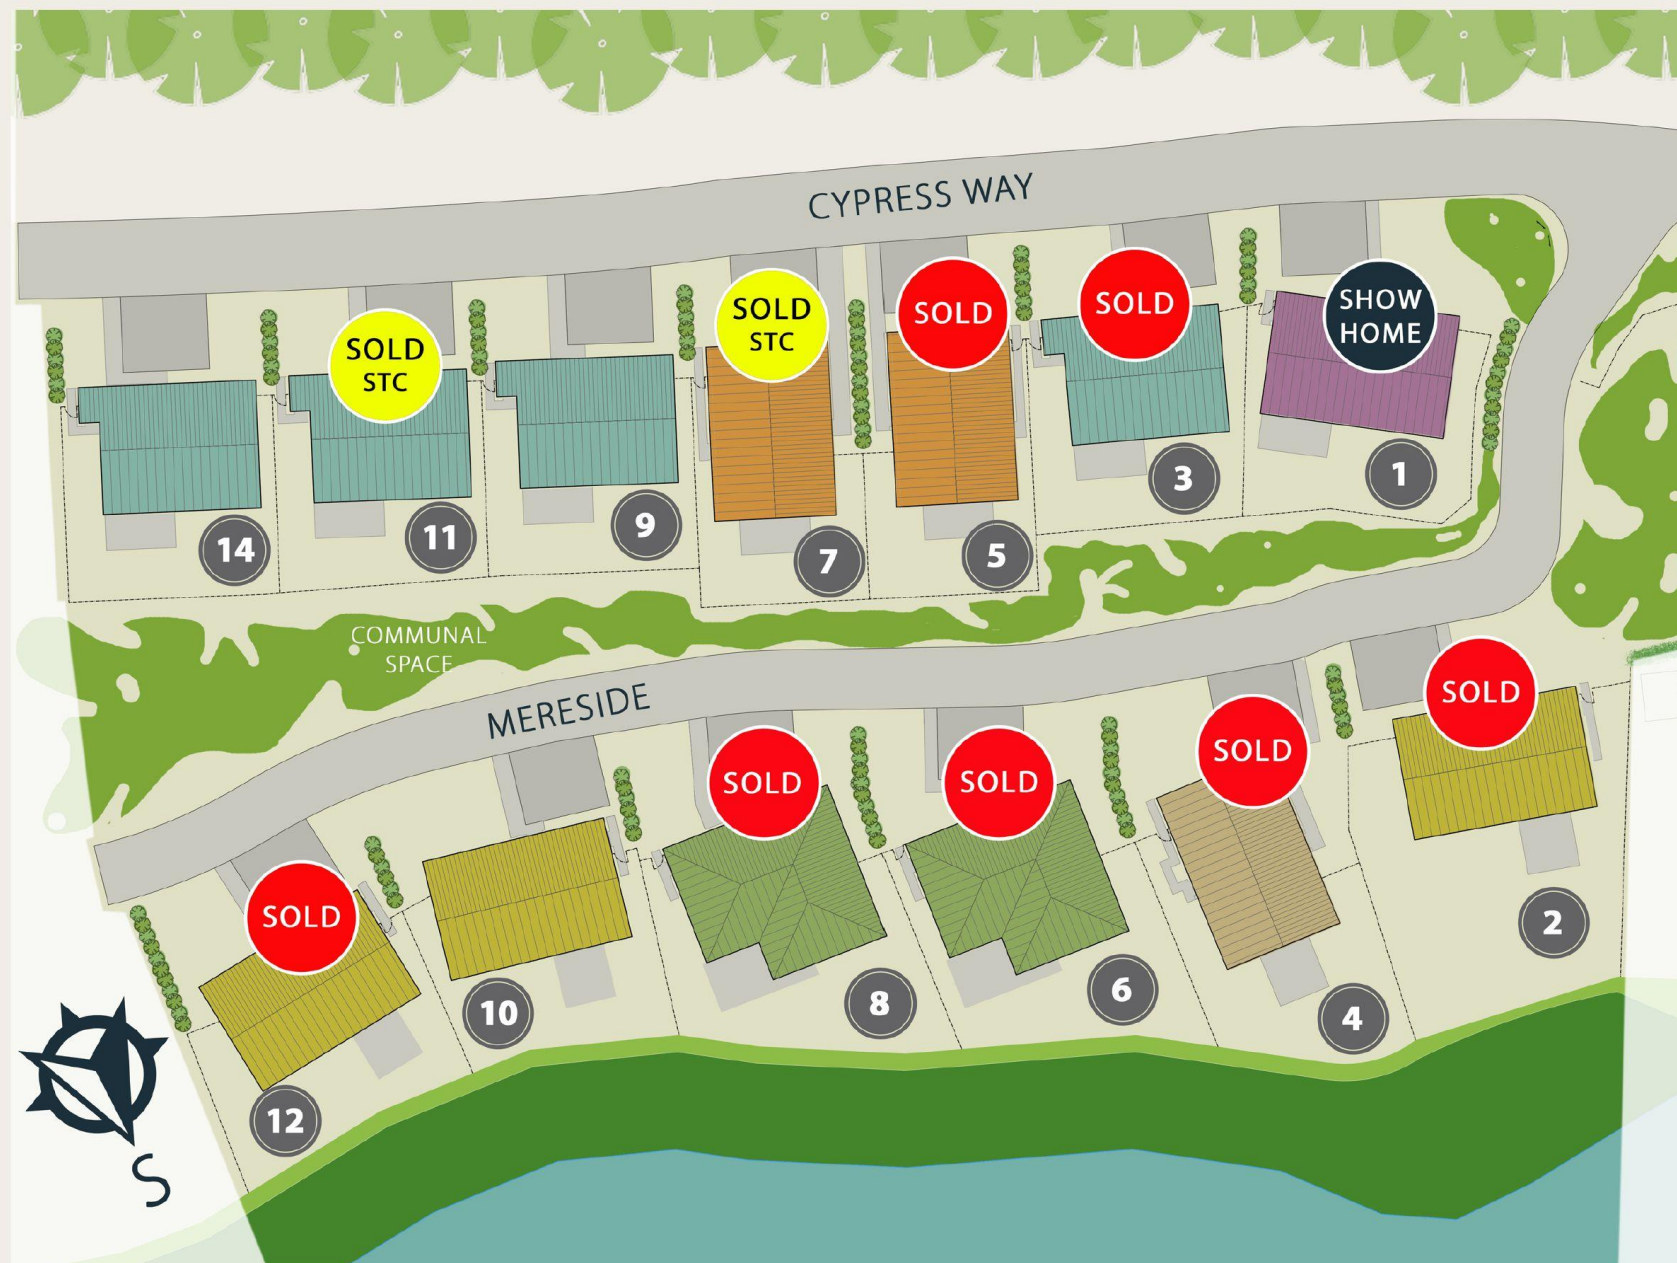 CYPRESS WAY
SOLD
STC
SOLD
STC
SOLD
SOLD
SHOW
HOME
14
11
9
7
5
3
1
COMMUNAL
SPACE
MERESIDE
SOLD
SOLD
SOLD
SOLD
SOLD
12
10
8
6
4
2
S